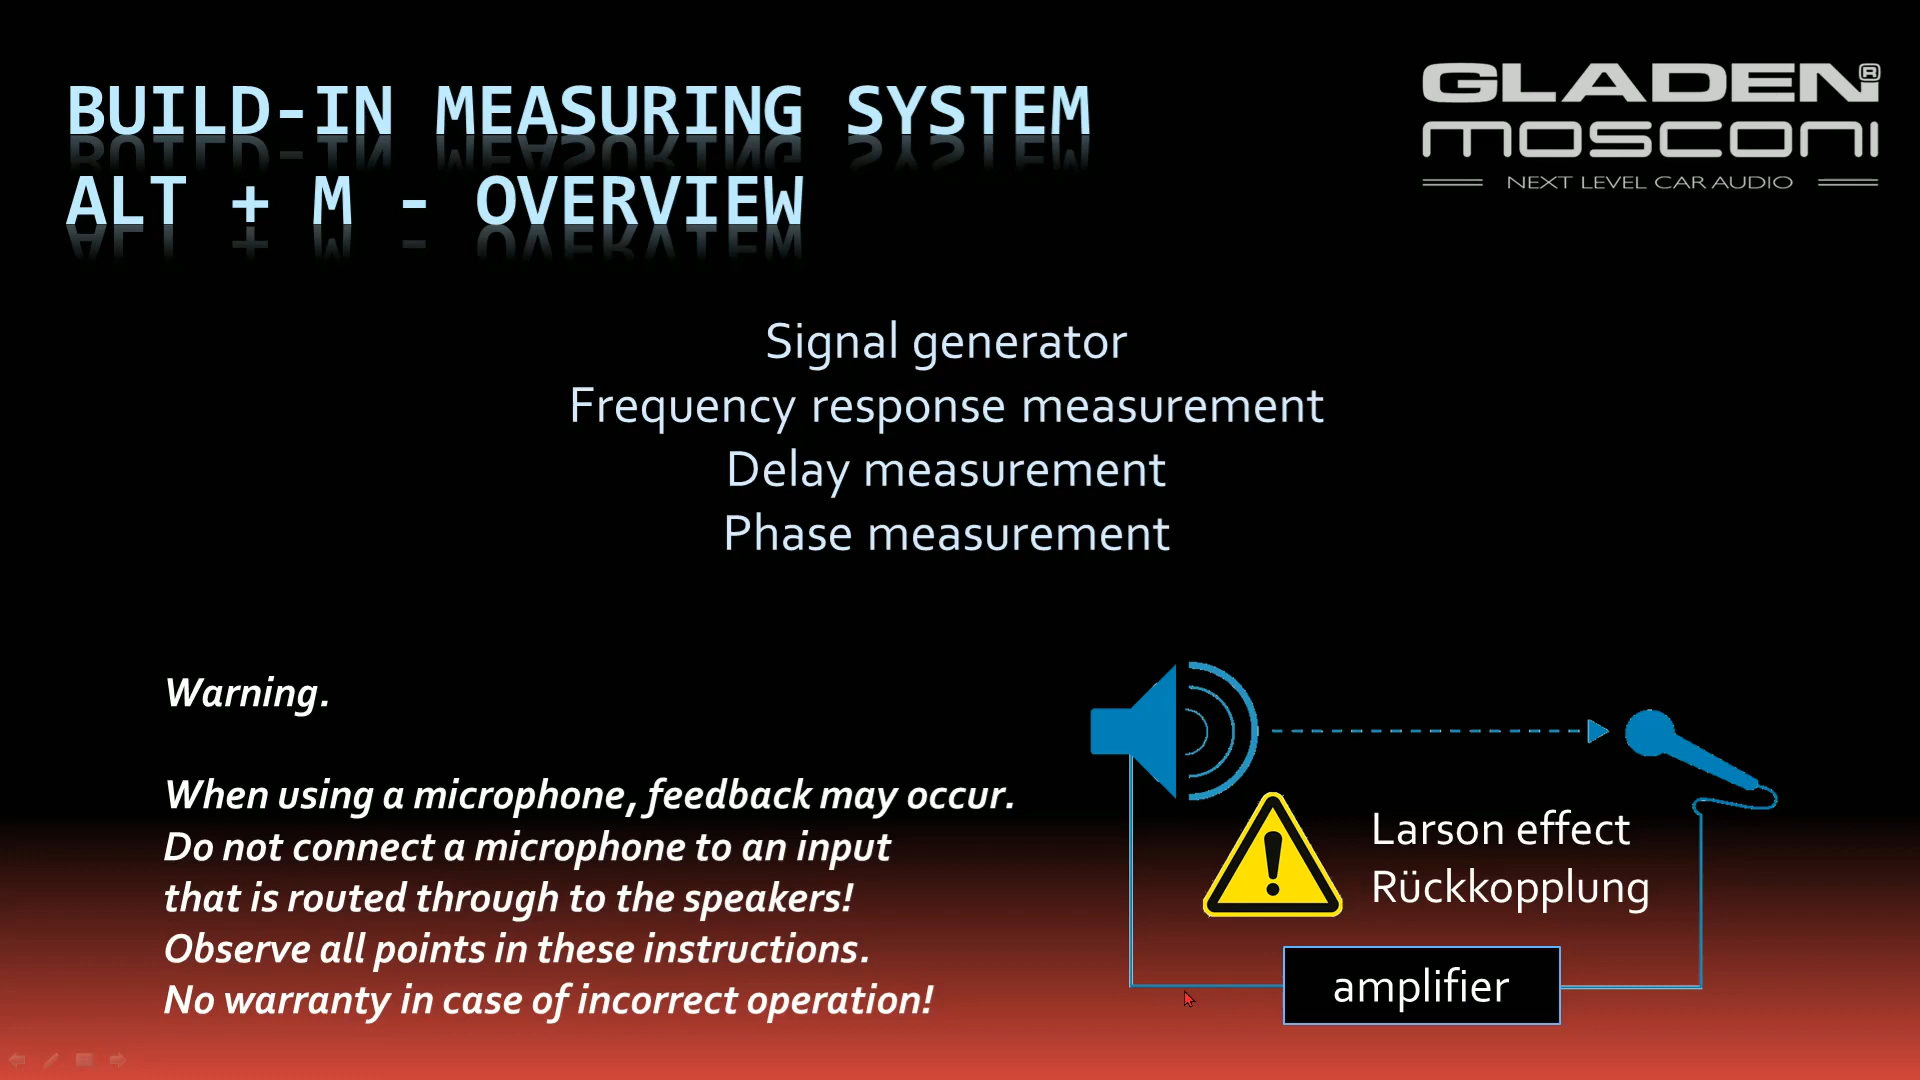 BUILD-IN MEASURING SYSTEM
ALT + M - OVERVIEW
GLADEN®
MOSCONI
NEXT LEVEL CAR AUDIO
Signal generator
Frequency response measurement
Delay measurement
Phase measurement
Warning.
When using a microphone, feedback may occur.
Do not connect a microphone to an input
that is routed through to the speakers!
Observe all points in these instructions.
No warranty in case of incorrect operation!
!
Larson effect
Rückkopplung
amplifier